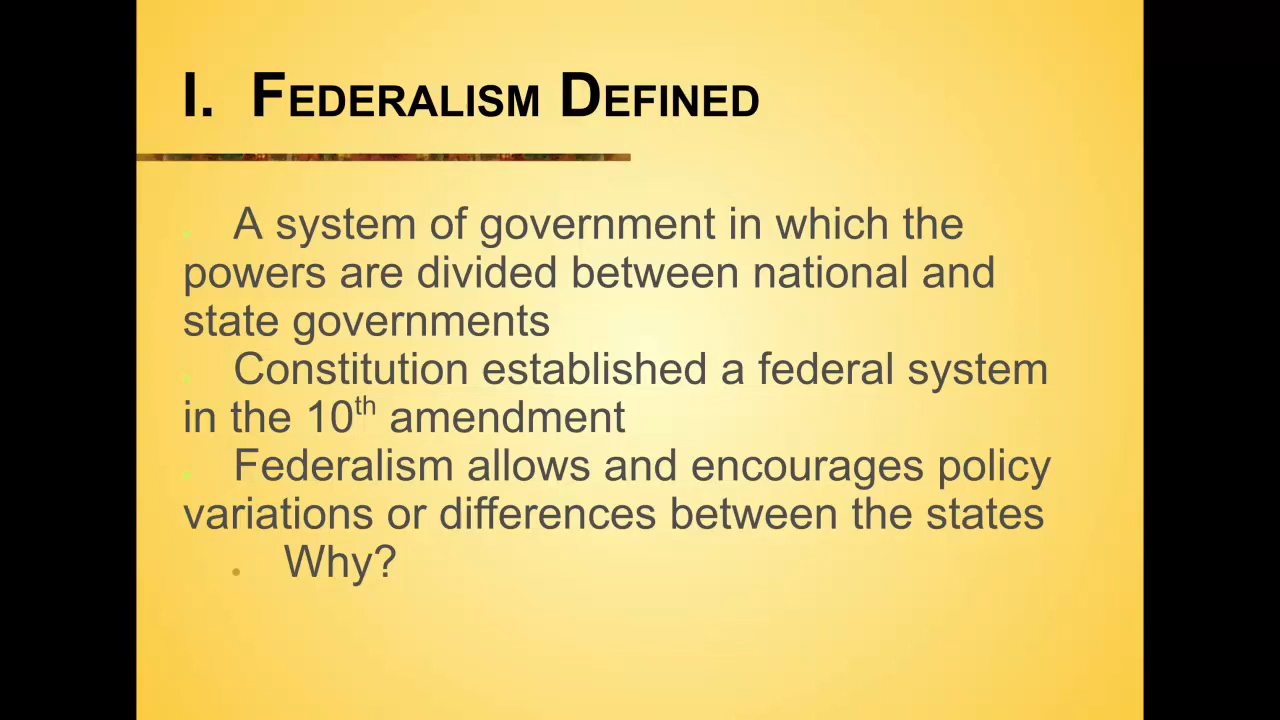 I. Federalism Defined
A system of government in which the
powers are divided between national and
state governments
Constitution established a federal system
in the 10th amendment
Federalism allows and encourages policy
variations or differences between the states
• Why?